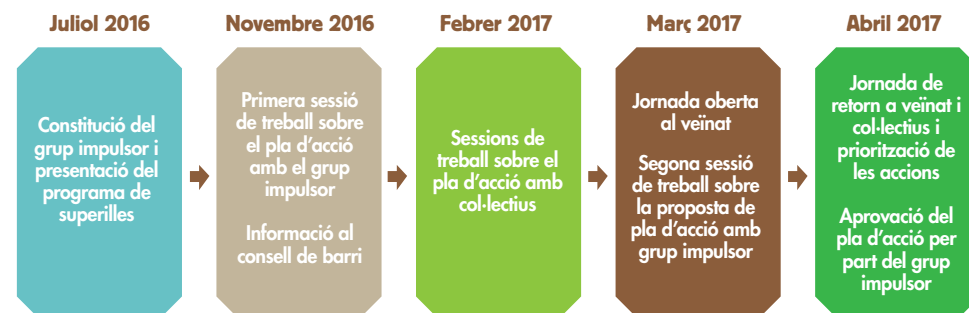 Juliol 2016
Constitució del
grup impulsor i
presentació del
programa de
superilles
Novembre 2016
Primera sessió
de treball sobre
el pla d'acció
amb el grup
impulsor
Informació al
consell de barri
Febrer 2017
Sessions de
treball sobre el
pla d'acció amb
col·lectius
Març 2017
Jornada oberta
al veïnat
Segona sessió
de treball sobre
la proposta de
pla d'acció amb
grup impulsor
Abril 2017
Jornada de
retorn a veïnat i
col·lectius i
priorització de
les accions
Aprovació del
pla d'acció per
part del grup
impulsor